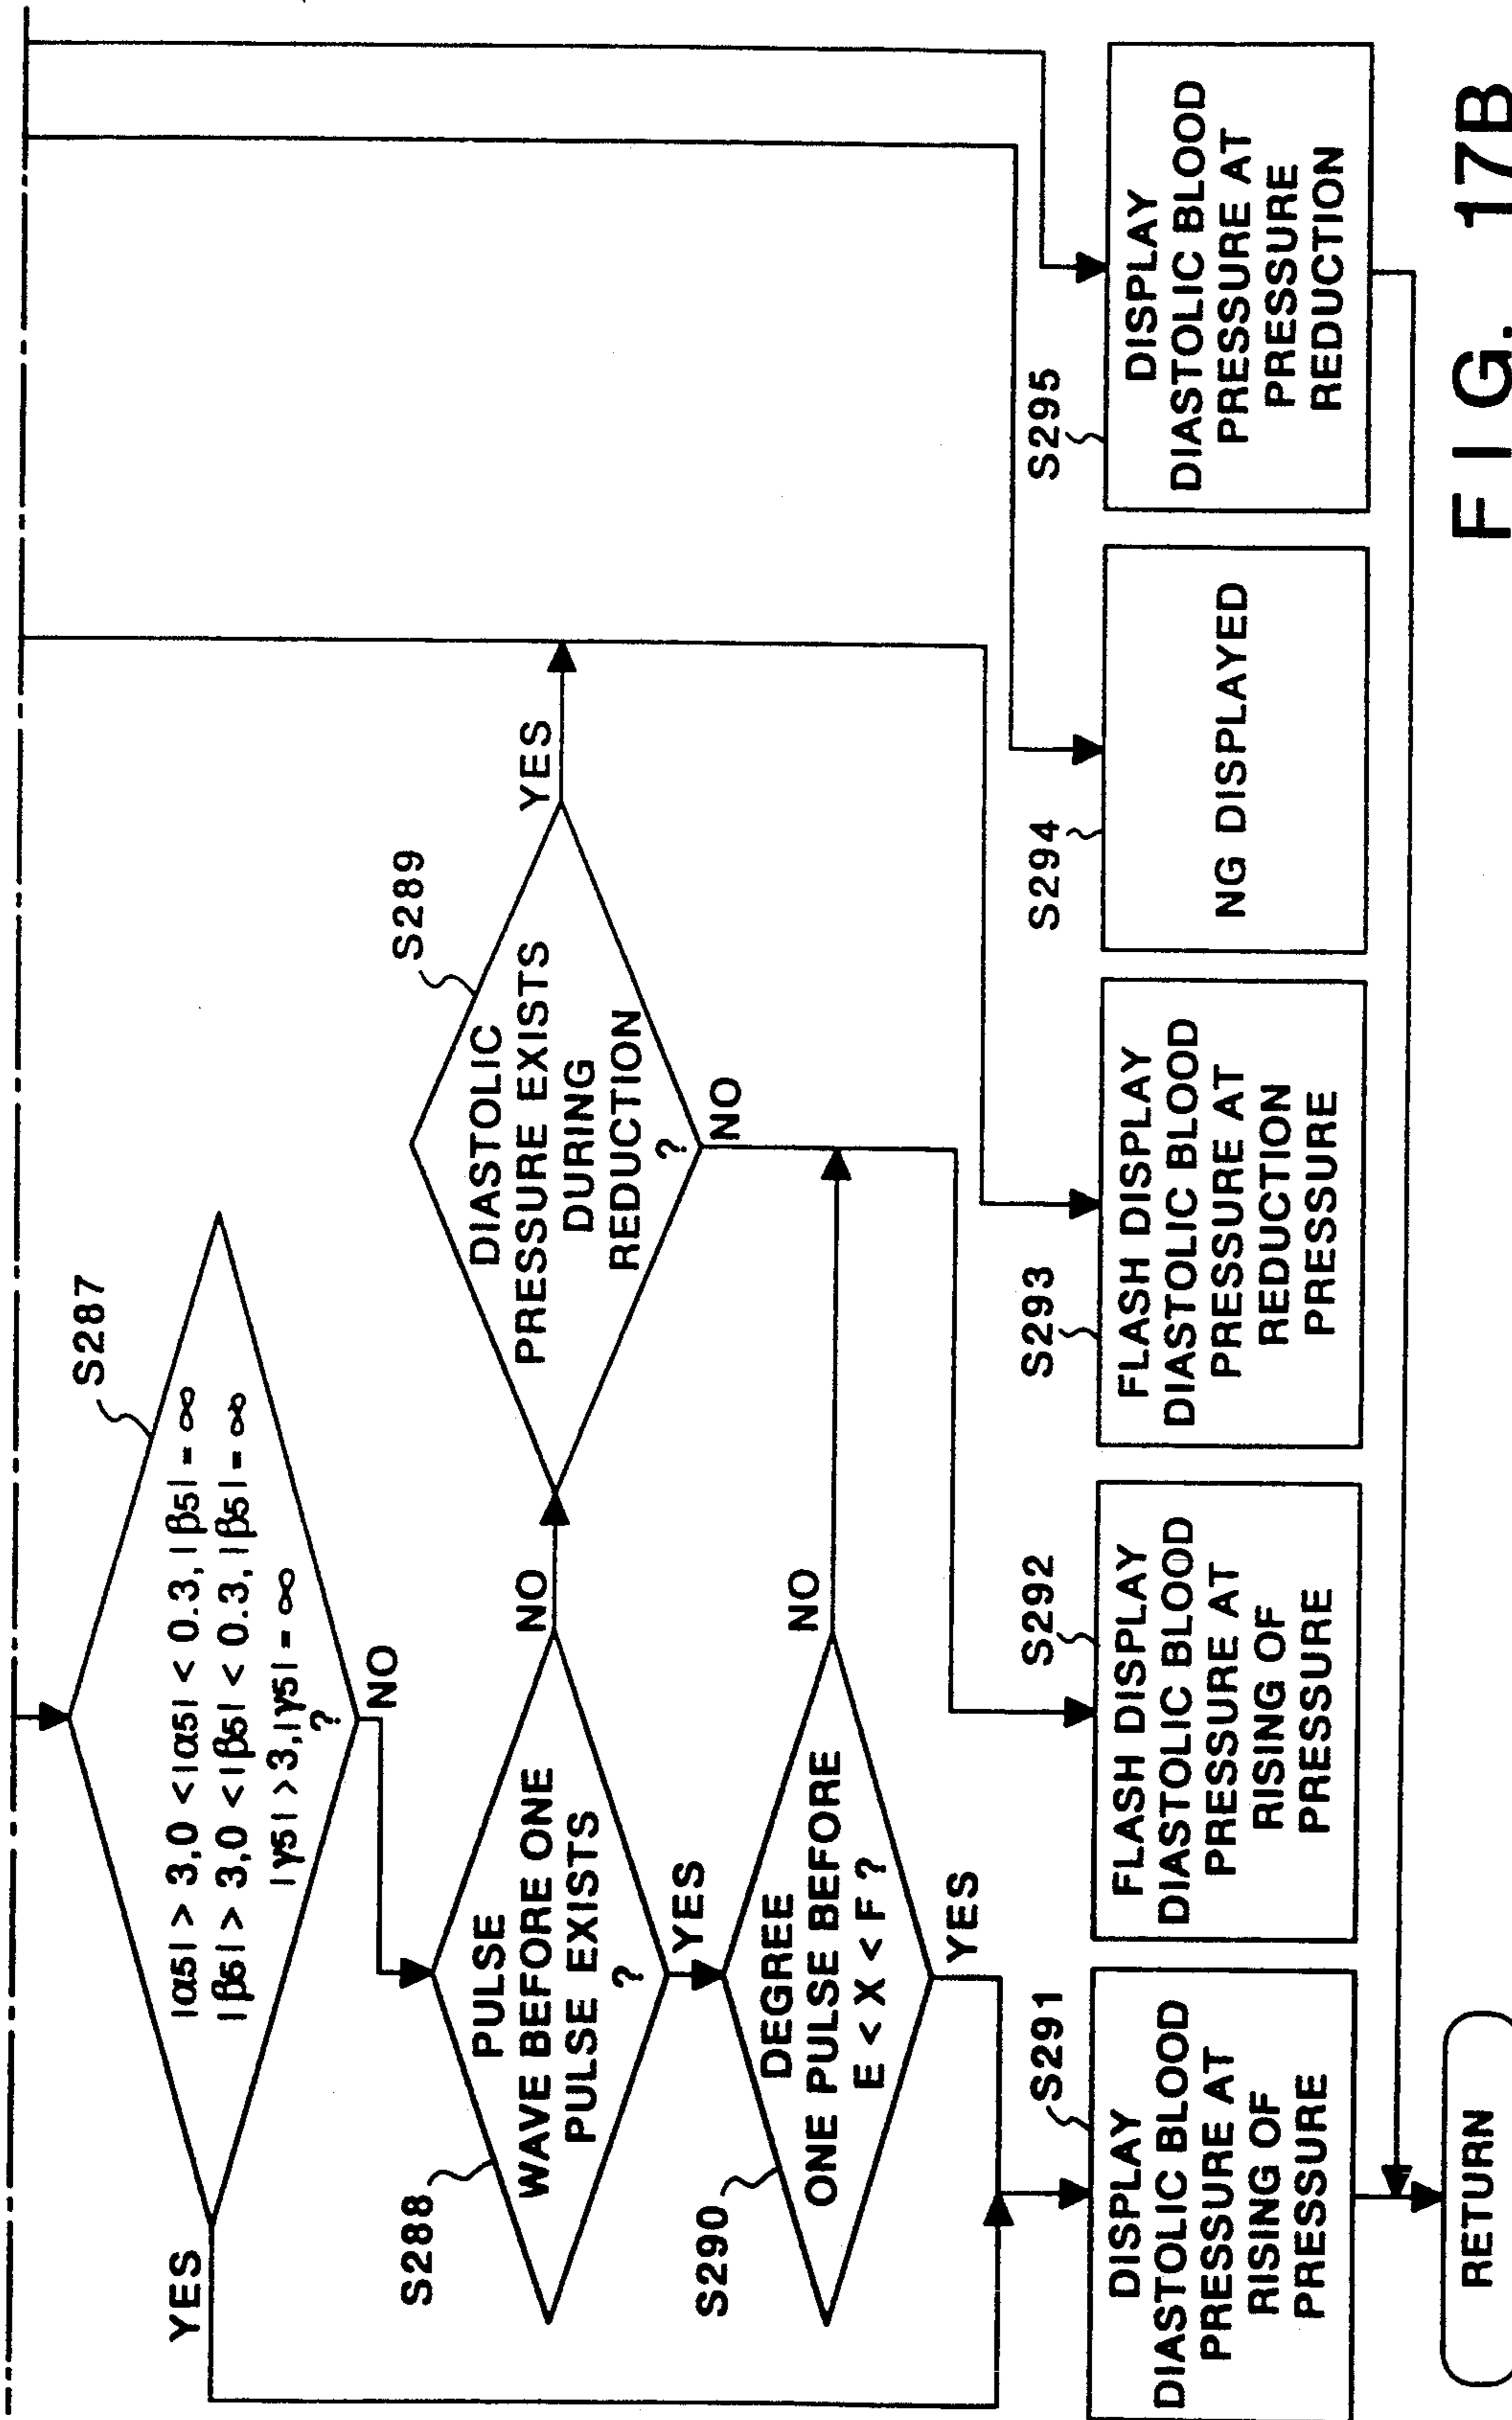 S287
|α5| > 3,0 <|α5| < 0.3, |β5| = ∞
|β5| > 3,0 <|β5| < 0.3, |β5| = ∞
|γ5| > 3,|γ5| = ∞
?
YES
NO
S288
PULSE
WAVE BEFORE ONE
PULSE EXISTS
?
NO
YES
S289
DIASTOLIC
PRESSURE EXISTS
DURING
REDUCTION
?
YES
NO
S290
DEGREE
ONE PULSE BEFORE
E < X < F ?
NO
YES
S291
DISPLAY
DIASTOLIC BLOOD
PRESSURE AT
RISING OF
PRESSURE
S292
FLASH DISPLAY
DIASTOLIC BLOOD
PRESSURE AT
RISING OF
PRESSURE
S293
FLASH DISPLAY
DIASTOLIC BLOOD
PRESSURE AT
REDUCTION
PRESSURE
S294
NG DISPLAYED
S295
DISPLAY
DIASTOLIC BLOOD
PRESSURE AT
PRESSURE
REDUCTION
RETURN
FIG. 17B